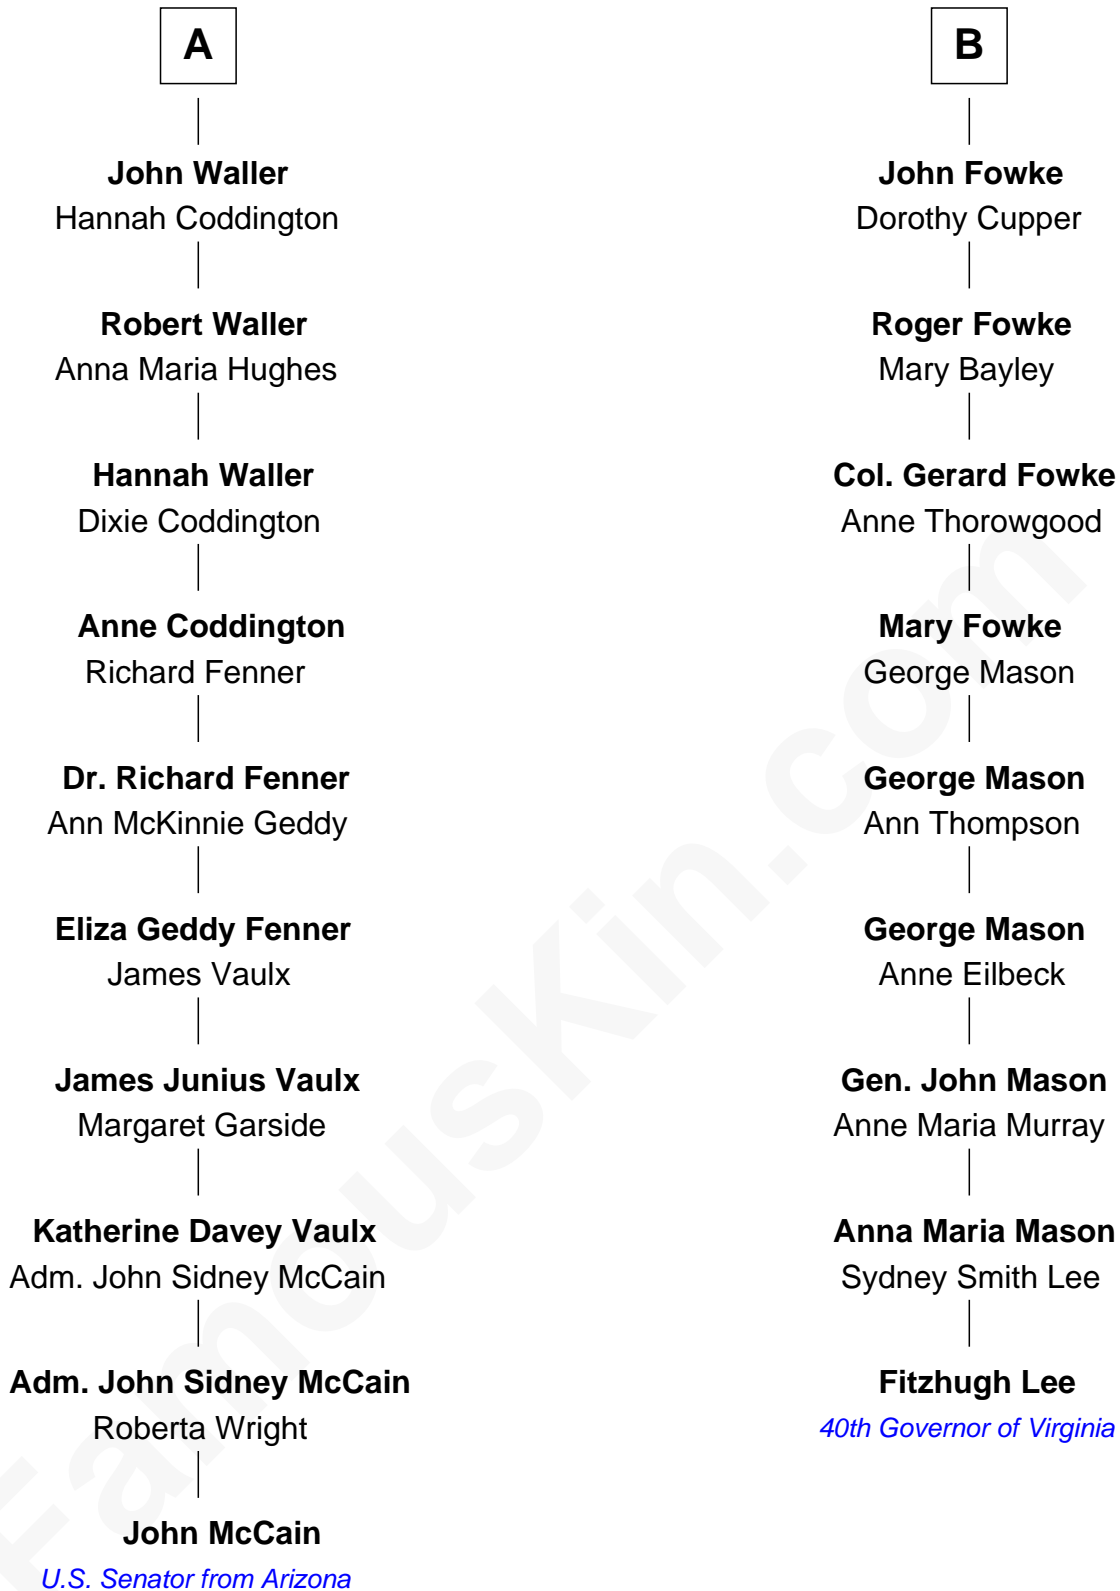 A
John Waller
Hannah Coddington
Robert Waller
Anna Maria Hughes
Hannah Waller
Dixie Coddington
Anne Coddington
Richard Fenner
Dr. Richard Fenner
Ann McKinnie Geddy
Eliza Geddy Fenner
James Vaulx
James Junius Vaulx
Margaret Garside
Katherine Davey Vaulx
Adm. John Sidney McCain
Adm. John Sidney McCain
Roberta Wright
John McCain
U.S. Senator from Arizona
B
John Fowke
Dorothy Cupper
Roger Fowke
Mary Bayley
Col. Gerard Fowke
Anne Thorowgood
Mary Fowke
George Mason
George Mason
Ann Thompson
George Mason
Anne Eilbeck
Gen. John Mason
Anne Maria Murray
Anna Maria Mason
Sydney Smith Lee
Fitzhugh Lee
40th Governor of Virginia
FamousKin.com